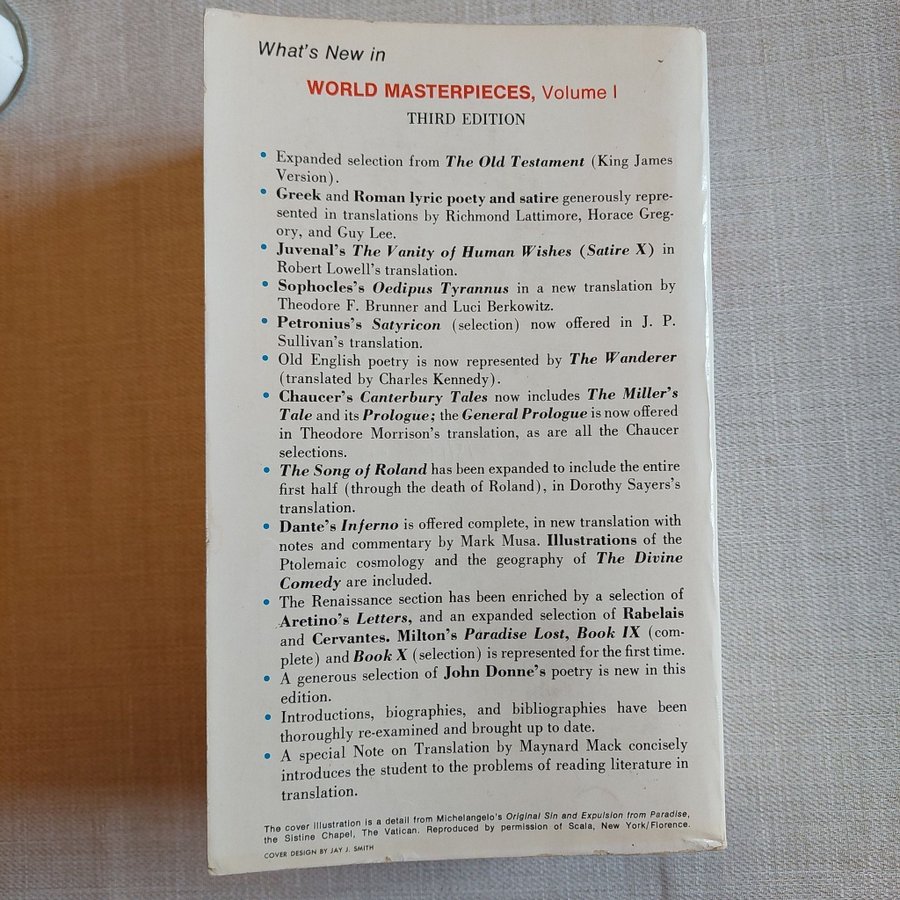 What's New in
WORLD MASTERPIECES, Volume I
THIRD EDITION
• Expanded selection from The Old Testament (King James
Version).
• Greek and Roman lyric poety and satire generously repre-
sented in translations by Richmond Lattimore, Horace Greg-
ory, and Guy Lee.
• Juvenal's The Vanity of Human Wishes (Satire X) in
Robert Lowell's translation.
• Sophocles's Oedipus Tyrannus in a new translation by
Theodore F. Brunner and Luci Berkowitz.
• Petronius's Satyricon (selection) now offered in J. P.
Sullivan's translation.
• Old English poetry is now represented by The Wanderer
(translated by Charles Kennedy).
• Chaucer's Canterbury Tales now includes The Miller's
Tale and its Prologue; the General Prologue is now offered
in Theodore Morrison's translation, as are all the Chaucer
selections.
• The Song of Roland has been expanded to include the entire
first half (through the death of Roland), in Dorothy Sayers's
translation.
• Dante's Inferno is offered complete, in new translation with
notes and commentary by Mark Musa. Illustrations of the
Ptolemaic cosmology and the geography of The Divine
Comedy are included.
• The Renaissance section has been enriched by a selection of
Aretino's Letters, and an expanded selection of Rabelais
and Cervantes. Milton's Paradise Lost, Book IX (com-
plete) and Book X (selection) is represented for the first time.
• A generous selection of John Donne's poetry is new in this
edition.
• Introductions, biographies, and bibliographies have been
thoroughly re-examined and brought up to date.
• A special Note on Translation by Maynard Mack concisely
introduces the student to the problems of reading literature in
translation.
The cover illustration is a detail from Michelangelo's Original Sin and Expulsion from Paradise,
the Sistine Chapel, The Vatican. Reproduced by permission of Scala, New York/Florence.
COVER DESIGN BY JAY J. SMITH